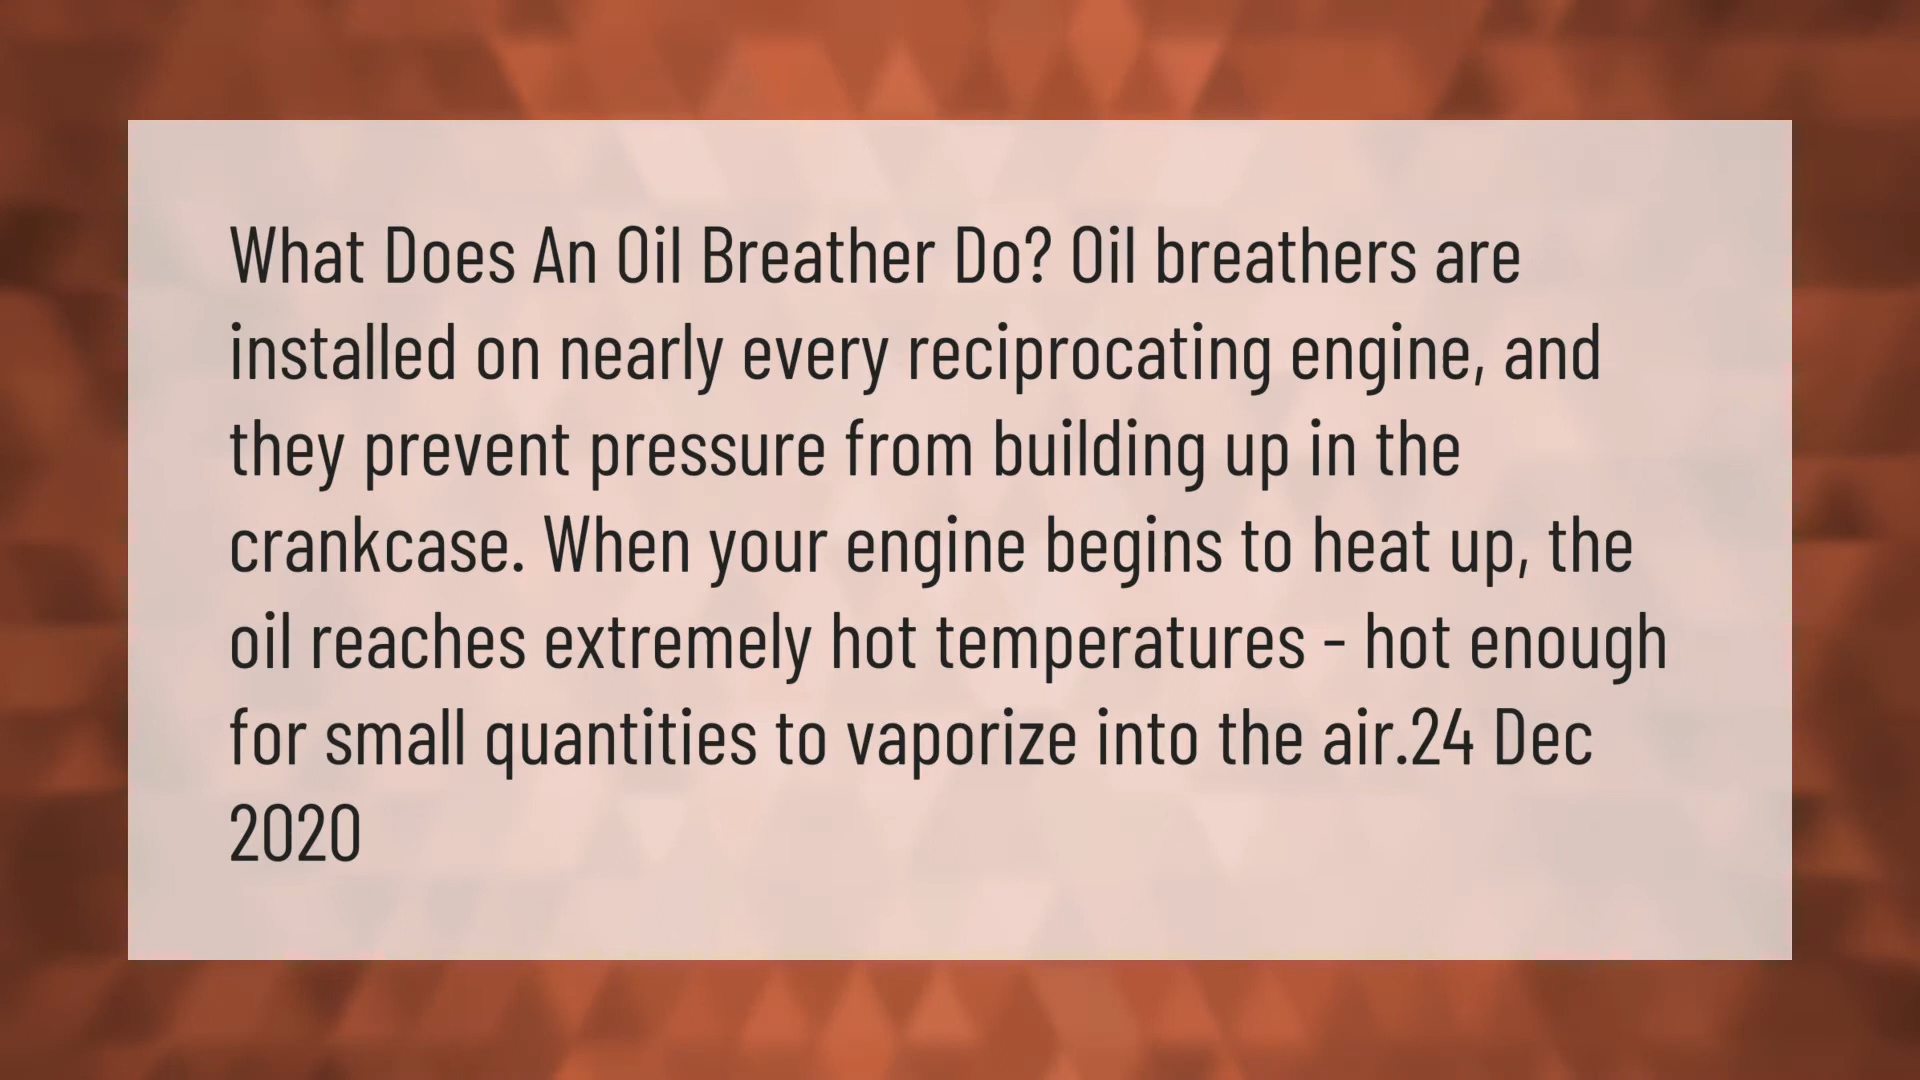 What Does An Oil Breather Do? Oil breathers are
installed on nearly every reciprocating engine, and
they prevent pressure from building up in the
crankcase. When your engine begins to heat up, the
oil reaches extremely hot temperatures - hot enough
for small quantities to vaporize into the air.24 Dec
2020